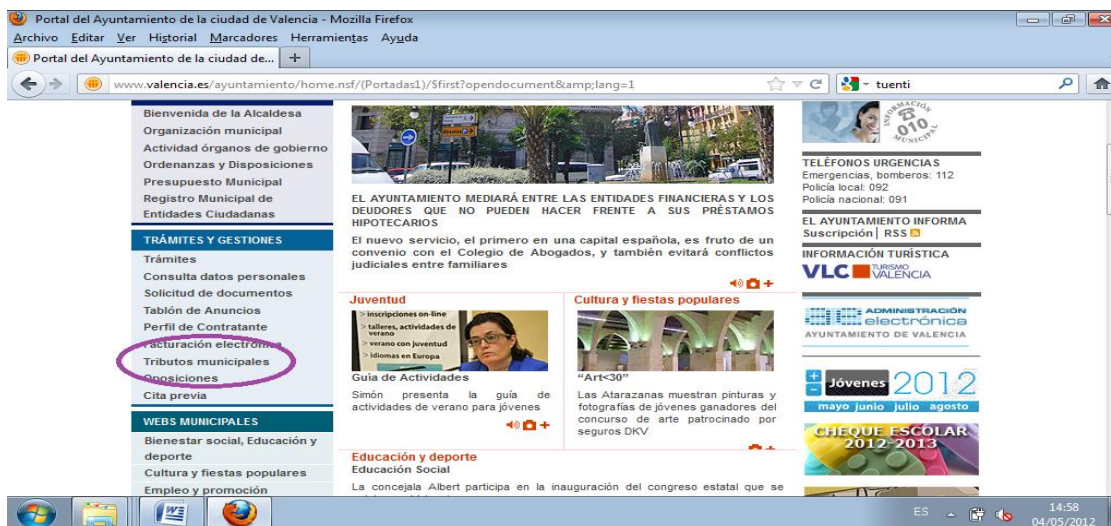 Portal del Ayuntamiento de la ciudad de Valencia - Mozilla Firefox
Archivo Editar Ver Historial Marcadores Herramientas Ayuda
Portal del Ayuntamiento de la ciudad de... +
www.valencia.es/ayuntamiento/home.nsf/(Portadas1)/$first?opendocument&amp;lang=1
tuenti
Bienvenida de la Alcaldesa
Organización municipal
Actividad órganos de gobierno
Ordenanzas y Disposiciones
Presupuesto Municipal
Registro Municipal de
Entidades Ciudadanas
TRÁMITES Y GESTIONES
Trámites
Consulta datos personales
Solicitud de documentos
Tablón de Anuncios
Perfil de Contratante
Facturación electrónica
Tributos municipales
Oposiciones
Cita previa
WEBS MUNICIPALES
Bienestar social, Educación y
deporte
Cultura y fiestas populares
Empleo y promoción
EL AYUNTAMIENTO MEDIARÁ ENTRE LAS ENTIDADES FINANCIERAS Y LOS
DEUDORES QUE NO PUEDEN HACER FRENTE A SUS PRÉSTAMOS
HIPOTECARIOS
El nuevo servicio, el primero en una capital española, es fruto de un
convenio con el Colegio de Abogados, y también evitará conflictos
judiciales entre familiares
Juventud
inscripciones on-line
talleres, actividades de
verano
verano con juventud
idiomas en Europa
Guía de Actividades
Simón presenta la guía de
actividades de verano para jóvenes
Cultura y fiestas populares
"Art<30"
Las Atarazanas muestran pinturas y
fotografías de jóvenes ganadores del
concurso de arte patrocinado por
seguros DKV
Educación y deporte
Educación Social
La concejala Albert participa en la inauguración del congreso estatal que se
INFORMACIÓN
010
MUNICIPAL
TELÉFONOS URGENCIAS
Emergencias, bomberos: 112
Policía local: 092
Policía nacional: 091
EL AYUNTAMIENTO INFORMA
Suscripción| RSS
INFORMACIÓN TURÍSTICA
VLC TURISMO
VALENCIA
ADMINISTRACIÓN
electrónica
AYUNTAMIENTO DE VALENCIA
Jóvenes 2012
mayo junio julio agosto
CHEQUE ESCOLAR
2012-2013
ES
14:58
04/05/2012